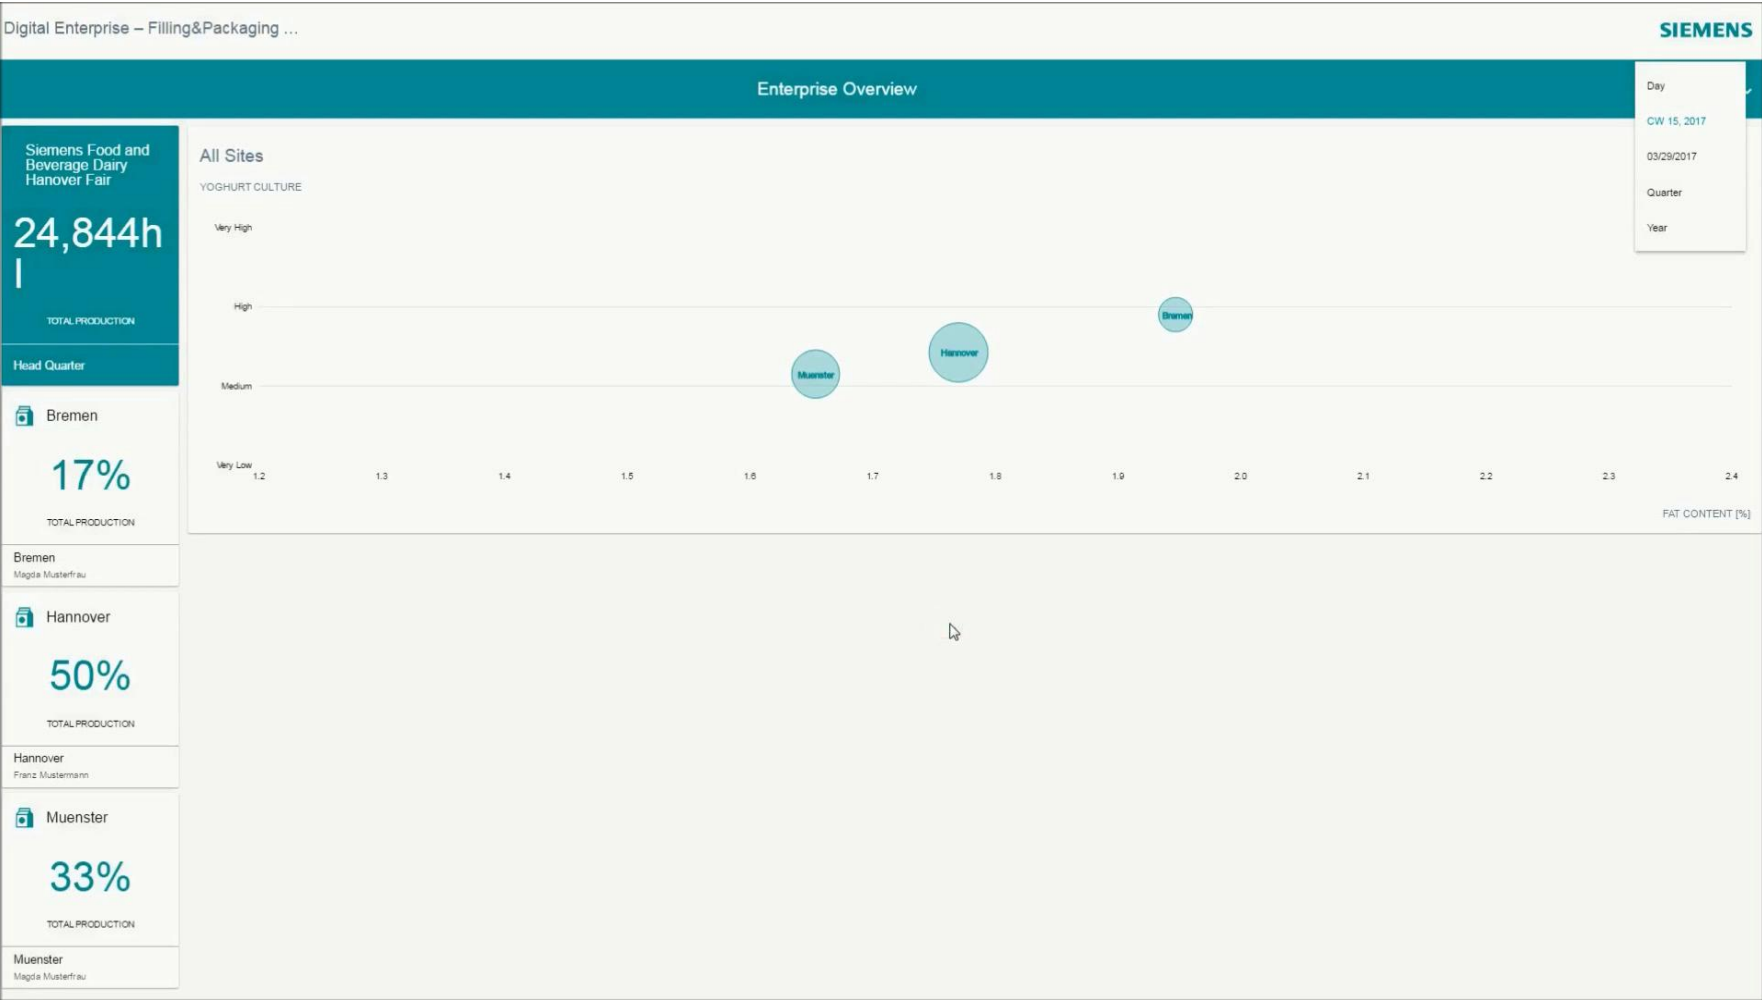 Digital Enterprise – Filling&Packaging ...
SIEMENS
Enterprise Overview
Day
CW 15, 2017
03/29/2017
Quarter
Year
Siemens Food and
Beverage Dairy
Hanover Fair
24,844h
l
TOTAL PRODUCTION
Head Quarter
Bremen
17%
TOTAL PRODUCTION
Bremen
Magda Musterfrau
Hannover
50%
TOTAL PRODUCTION
Hannover
Franz Mustermann
Muenster
33%
TOTAL PRODUCTION
Muenster
Magda Musterfrau
All Sites
YOGHURT CULTURE
Very High
High
Medium
Very Low
Bremen
Hannover
Muenster
1.2 1.3 1.4 1.5 1.6 1.7 1.8 1.9 2.0 2.1 2.2 2.3 2.4
FAT CONTENT [%]